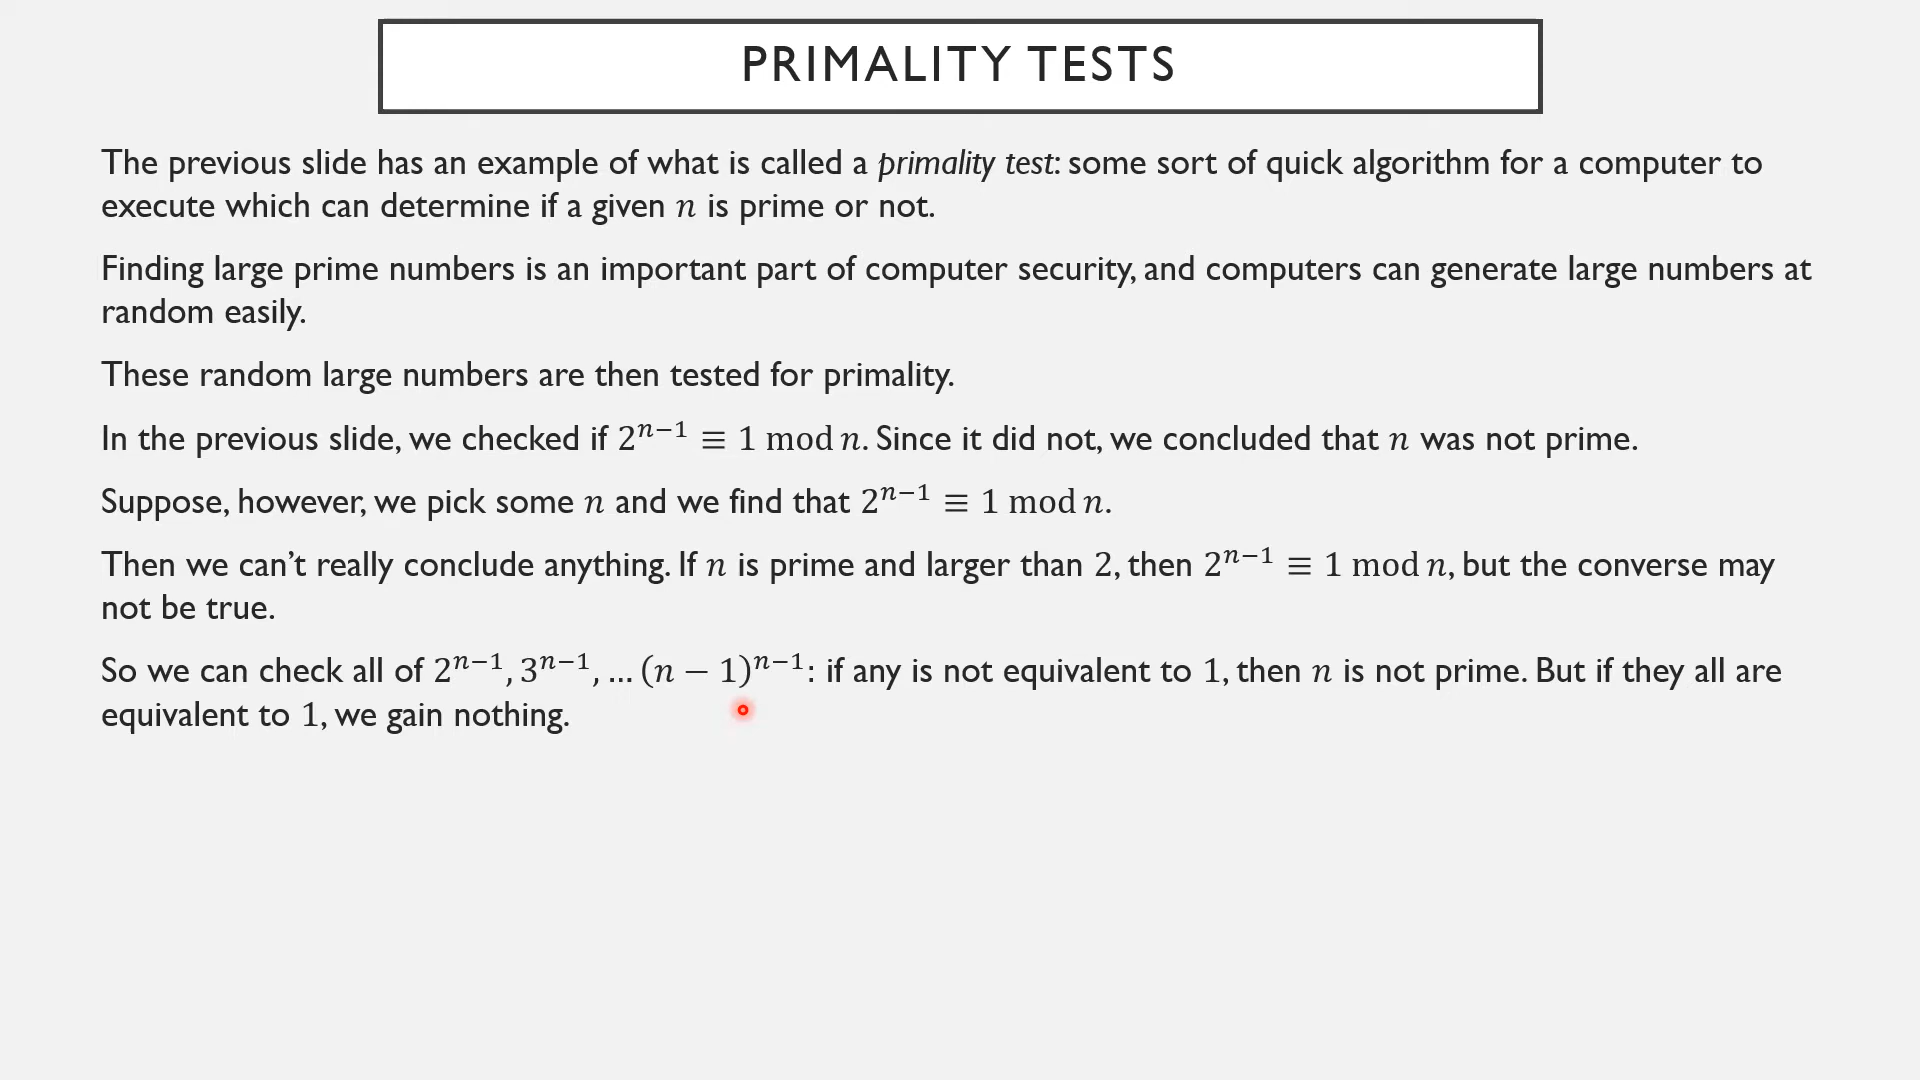 PRIMALITY TESTS
The previous slide has an example of what is called a primality test: some sort of quick algorithm for a computer to
execute which can determine if a given n is prime or not.
Finding large prime numbers is an important part of computer security, and computers can generate large numbers at
random easily.
These random large numbers are then tested for primality.
In the previous slide, we checked if 2^{n−1} ≡ 1 mod n. Since it did not, we concluded that n was not prime.
Suppose, however, we pick some n and we find that 2^{n−1} ≡ 1 mod n.
Then we can’t really conclude anything. If n is prime and larger than 2, then 2^{n−1} ≡ 1 mod n, but the converse may
not be true.
So we can check all of 2^{n−1}, 3^{n−1}, … (n − 1)^{n−1}: if any is not equivalent to 1, then n is not prime. But if they all are
equivalent to 1, we gain nothing.